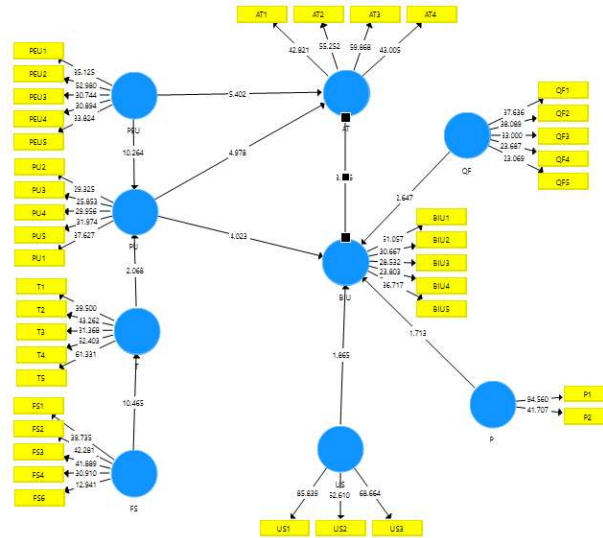 AT1
AT2
AT3
AT4
42.821
55.252
59.868
43.005
PEU1
PEU2
PEU3
PEU4
PEU5
35.125
52.980
30.744
30.894
33.824
PEU
5.402
AT
QF1
QF2
QF3
QF4
QF5
37.636
38.089
33.000
23.687
23.069
QF
10.264
4.978
2.647
PU2
PU3
PU4
PU5
PU1
29.325
25.853
29.956
31.974
37.627
PU
4.023
BIU1
BIU2
BIU3
BIU4
BIU5
51.057
30.667
28.532
23.803
36.717
BIU
2.068
T1
T2
T3
T4
T5
39.500
43.262
31.368
32.403
61.331
T
1.865
1.713
10.465
P1
P2
94.560
41.707
P
FS1
FS2
FS3
FS4
FS6
39.735
42.281
41.889
30.910
12.941
FS
US
85.839
52.610
68.664
US1
US2
US3